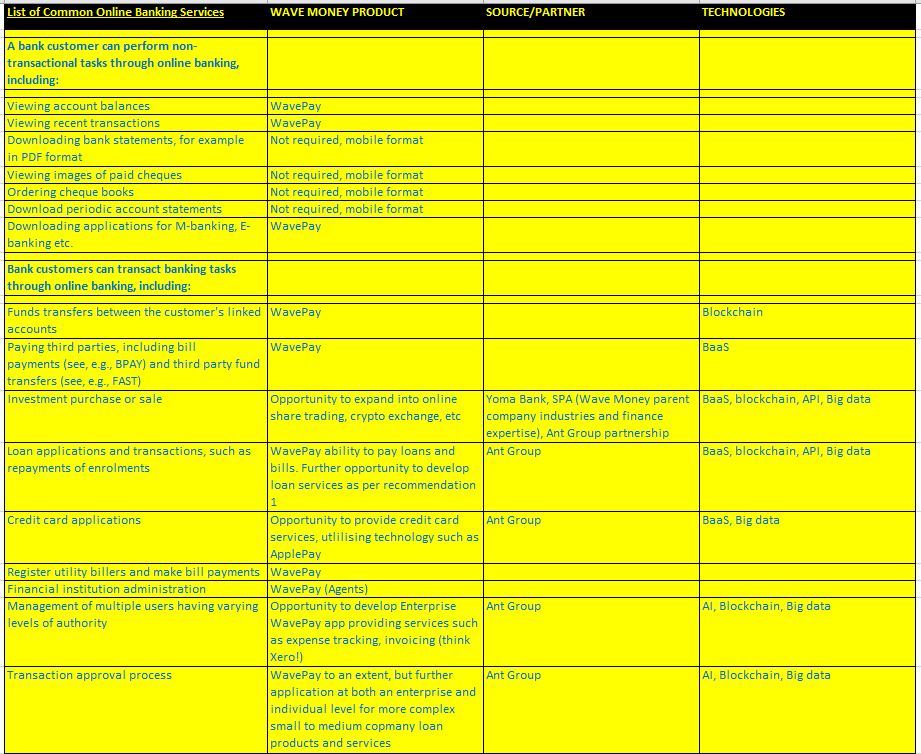 List of Common Online Banking Services
WAVE MONEY PRODUCT
SOURCE/PARTNER
TECHNOLOGIES
A bank customer can perform non-
transactional tasks through online banking,
including:
Viewing account balances
WavePay
Viewing recent transactions
WavePay
Downloading bank statements, for example
in PDF format
Not required, mobile format
Viewing images of paid cheques
Not required, mobile format
Ordering cheque books
Not required, mobile format
Download periodic account statements
Not required, mobile format
Downloading applications for M-banking, E-
banking etc.
WavePay
Bank customers can transact banking tasks
through online banking, including:
Funds transfers between the customer's linked
accounts
WavePay
Blockchain
Paying third parties, including bill
payments (see, e.g., BPAY) and third party fund
transfers (see, e.g., FAST)
WavePay
BaaS
Investment purchase or sale
Opportunity to expand into online
share trading, crypto exchange, etc
Yoma Bank, SPA (Wave Money parent
company industries and finance
expertise), Ant Group partnership
BaaS, blockchain, API, Big data
Loan applications and transactions, such as
repayments of enrolments
WavePay ability to pay loans and
bills. Further opportunity to develop
loan services as per recommendation
1
Ant Group
BaaS, blockchain, API, Big data
Credit card applications
Opportunity to provide credit card
services, utlilising technology such as
ApplePay
Ant Group
BaaS, Big data
Register utility billers and make bill payments
WavePay
Financial institution administration
WavePay (Agents)
Management of multiple users having varying
levels of authority
Opportunity to develop Enterprise
WavePay app providing services such
as expense tracking, invoicing (think
Xero!)
Ant Group
AI, Blockchain, Big data
Transaction approval process
WavePay to an extent, but further
application at both an enterprise and
individual level for more complex
small to medium copmany loan
products and services
Ant Group
AI, Blockchain, Big data